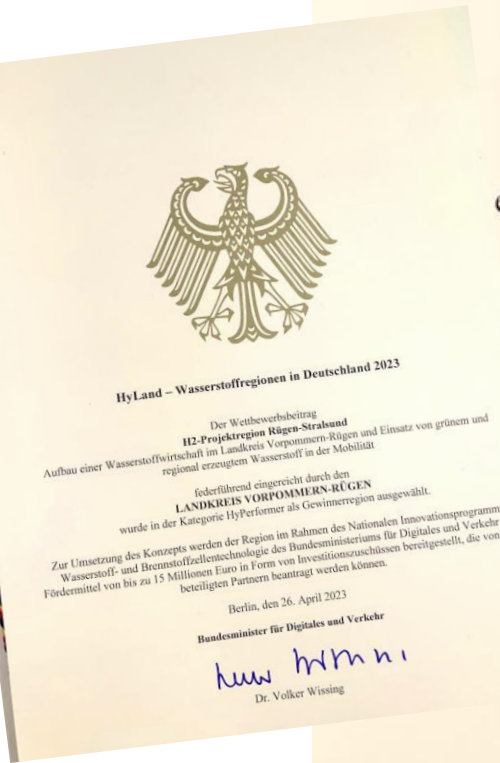 HyLand – Wasserstoffregionen in Deutschland 2023
Der Wettbewerbsbeitrag
H2-Projektregion Rügen-Stralsund
Aufbau einer Wasserstoffwirtschaft im Landkreis Vorpommern-Rügen und Einsatz von grünem und
regional erzeugtem Wasserstoff in der Mobilität
federführend eingereicht durch den
LANDKREIS VORPOMMERN-RÜGEN
wurde in der Kategorie HyPerformer als Gewinnerregion ausgewählt.
Zur Umsetzung des Konzepts werden der Region im Rahmen des Nationalen Innovationsprogramm
Wasserstoff- und Brennstoffzellentechnologie des Bundesministeriums für Digitales und Verkehr
Fördermittel von bis zu 15 Millionen Euro in Form von Investitionszuschüssen bereitgestellt, die von
beteiligten Partnern beantragt werden können.
Berlin, den 26. April 2023
Bundesminister für Digitales und Verkehr
Dr. Volker Wissing